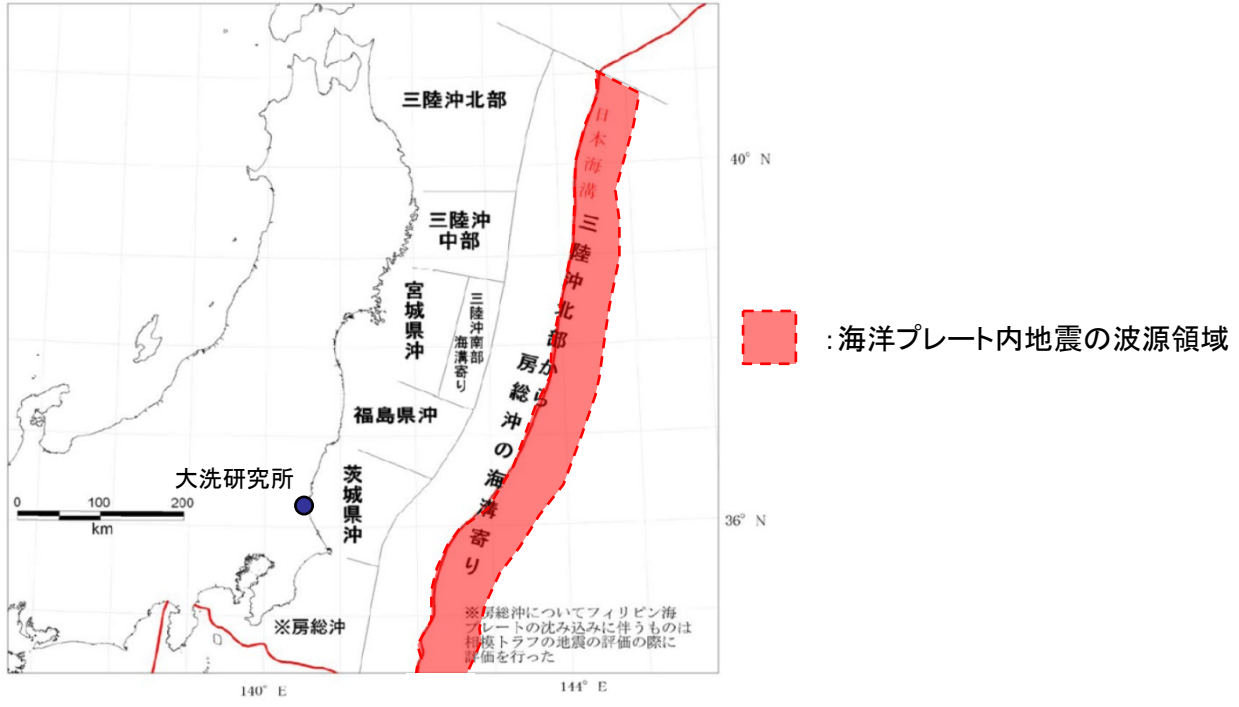 三陸沖北部
日本海溝
40° N
三陸沖
中部
三陸沖北部から
房総沖の海溝寄り
宮城県沖
三陸沖南部
海溝寄り
:海洋プレート内地震の波源領域
福島県沖
大洗研究所
茨城県沖
0 100 200
km
36° N
※房総沖
※房総沖についてフィリピン海
プレートの沈み込みに伴うものは
相模トラフの地震の評価の際に
評価を行った
140° E
144° E